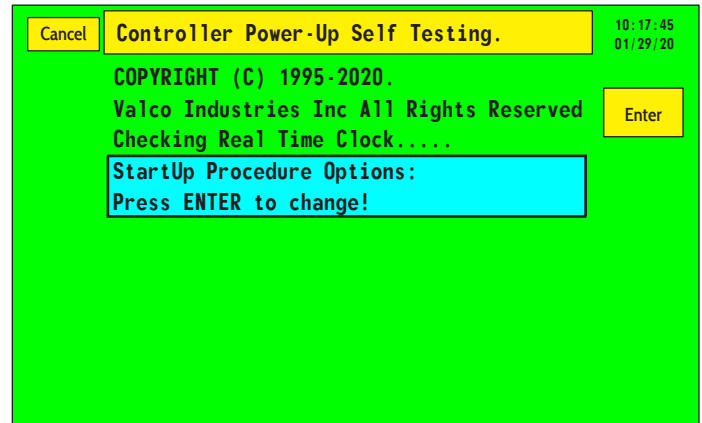 Cancel
Controller Power-Up Self Testing.
10:17:45
01/29/20
COPYRIGHT (C) 1995-2020.
Valco Industries Inc All Rights Reserved
Enter
Checking Real Time Clock.....
StartUp Procedure Options:
Press ENTER to change!